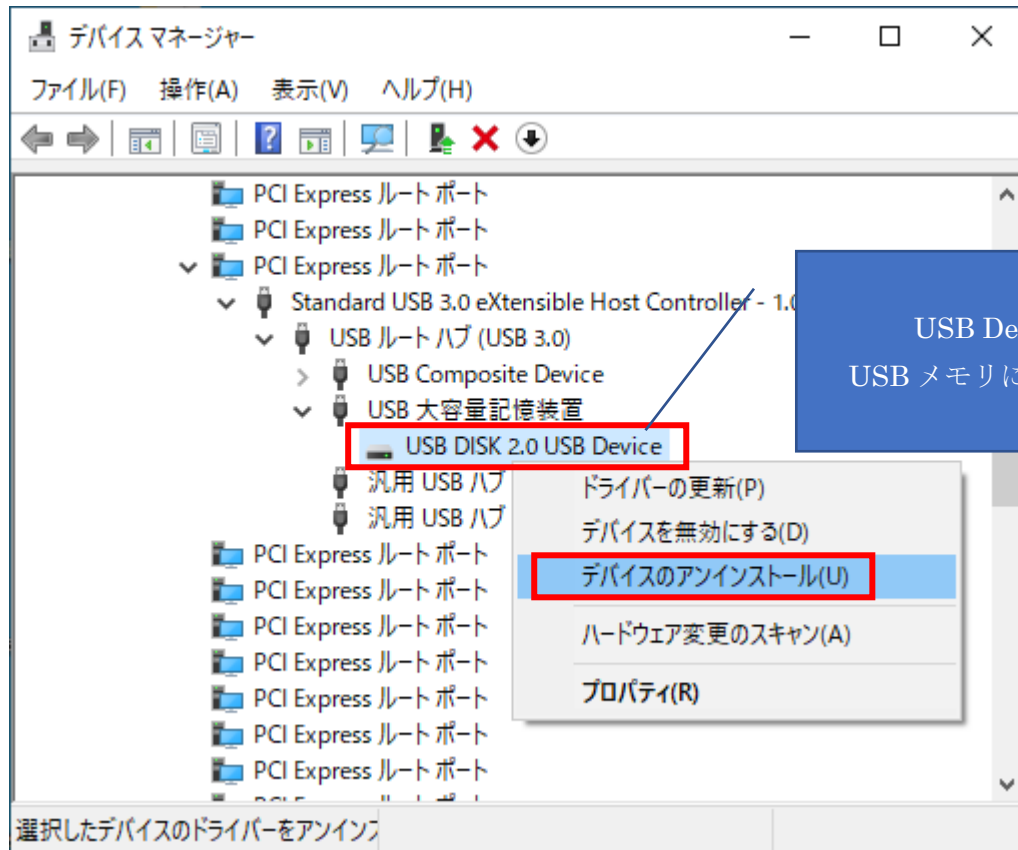 デバイス マネージャー
ファイル(F) 操作(A) 表示(V) ヘルプ(H)
PCI Express ルート ポート
PCI Express ルート ポート
PCI Express ルート ポート
Standard USB 3.0 eXtensible Host Controller - 1.0
USB ルート ハブ (USB 3.0)
USB Composite Device
USB 大容量記憶装置
USB DISK 2.0 USB Device
汎用 USB ハブ
汎用 USB ハブ
PCI Express ルート ポート
PCI Express ルート ポート
PCI Express ルート ポート
PCI Express ルート ポート
PCI Express ルート ポート
PCI Express ルート ポート
PCI Express ルート ポート
USB De
USB メモリに
ドライバーの更新(P)
デバイスを無効にする(D)
デバイスのアンインストール(U)
ハードウェア変更のスキャン(A)
プロパティ(R)
選択したデバイスのドライバーをアンインス